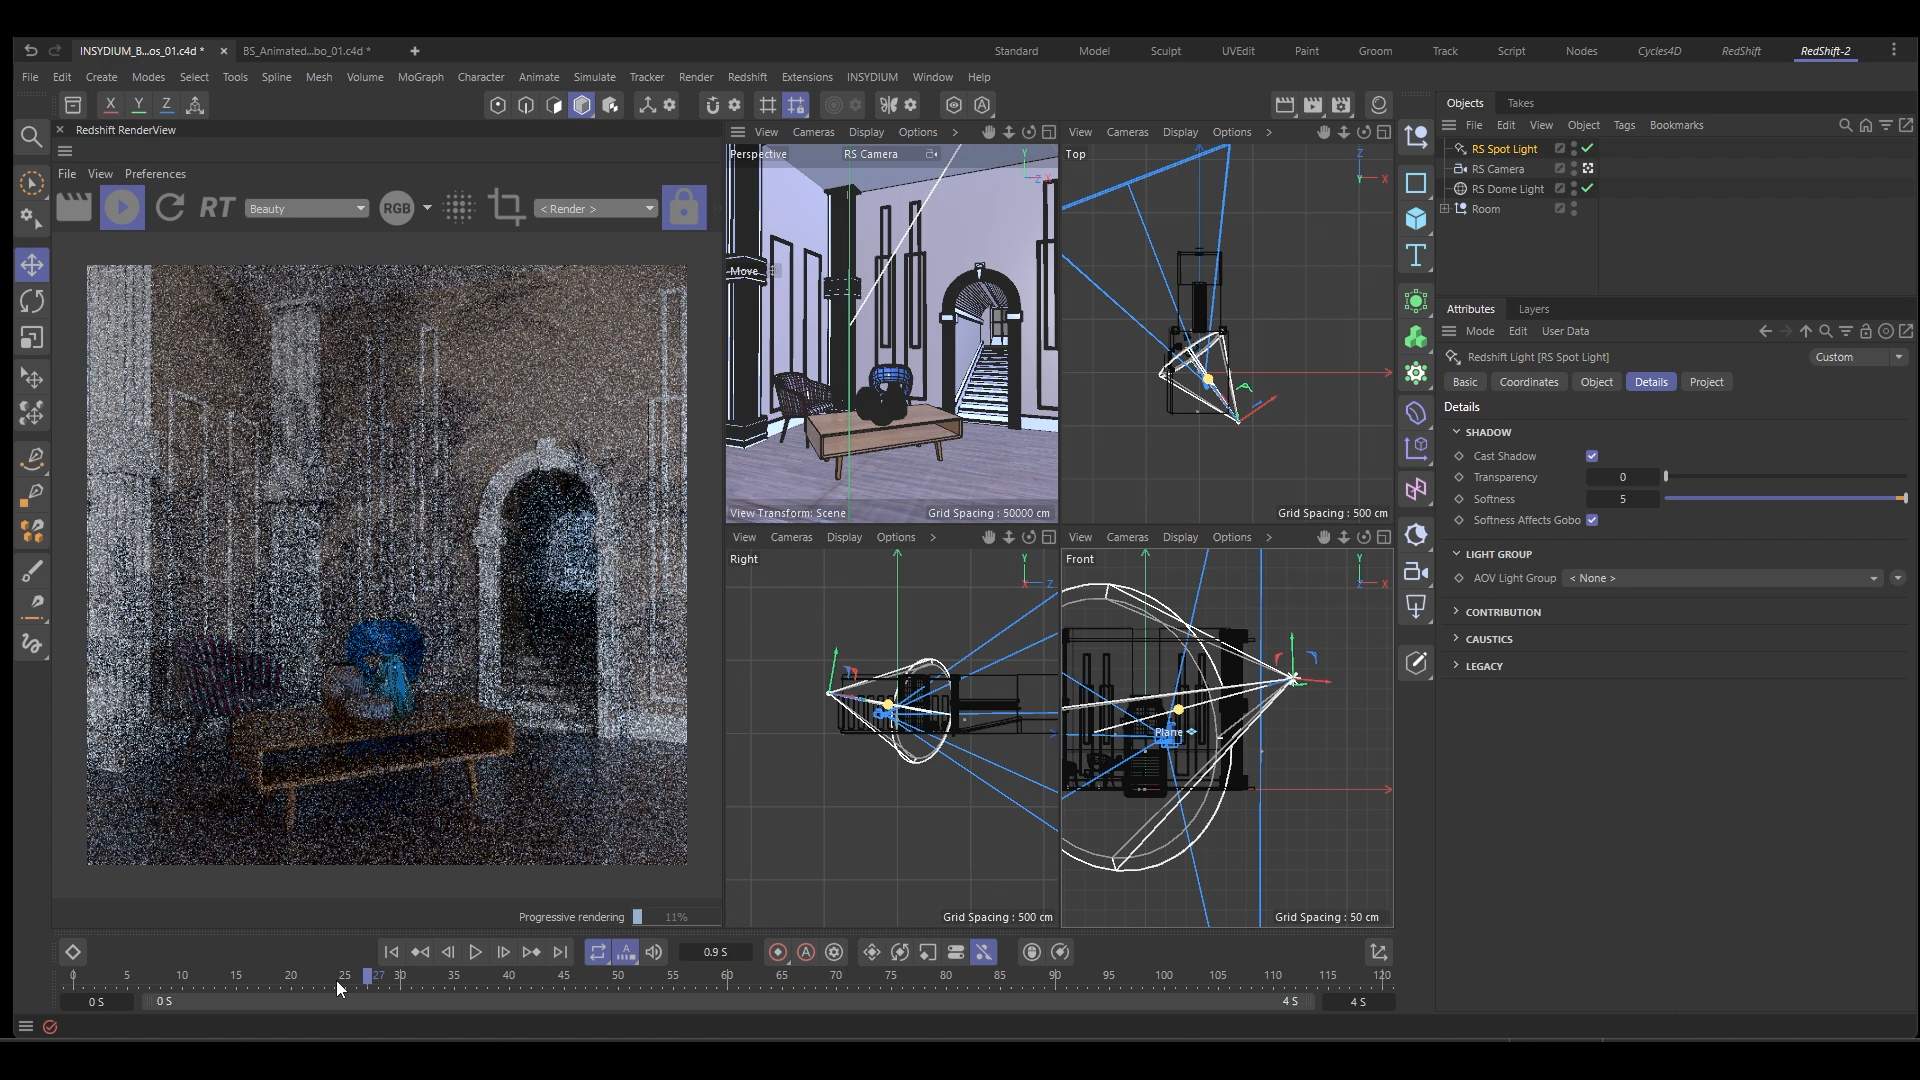 INSYDIUM_B...os_01.c4d *
BS_Animated...bo_01.c4d *
Standard Model Sculpt UVEdit Paint Groom Track Script Nodes Cycles4D RedShift RedShift-2
File Edit Create Modes Select Tools Spline Mesh Volume MoGraph Character Animate Simulate Tracker Render Redshift Extensions INSYDIUM Window Help
X Y Z
Redshift RenderView
File View Preferences
RT Beauty RGB < Render >
Progressive rendering 11%
View Cameras Display Options
Perspective RS Camera
Y
Z X
Move
View Transform: Scene Grid Spacing : 50000 cm
View Cameras Display Options
Top
Z
Y X
Grid Spacing : 500 cm
View Cameras Display Options
Right
Y
X Z
Grid Spacing : 500 cm
View Cameras Display Options
Front
Y
Z X
Plane
Grid Spacing : 50 cm
0.9 S
0 5 10 15 20 25 27 30 35 40 45 50 55 60 65 70 75 80 85 90 95 100 105 110 115 120
0 S 0 S 4 S 4 S
Objects Takes
File Edit View Object Tags Bookmarks
RS Spot Light
RS Camera
RS Dome Light
Room
Attributes Layers
Mode Edit User Data
Redshift Light [RS Spot Light] Custom
Basic Coordinates Object Details Project
Details
SHADOW
Cast Shadow
Transparency 0
Softness 5
Softness Affects Gobo
LIGHT GROUP
AOV Light Group < None >
CONTRIBUTION
CAUSTICS
LEGACY